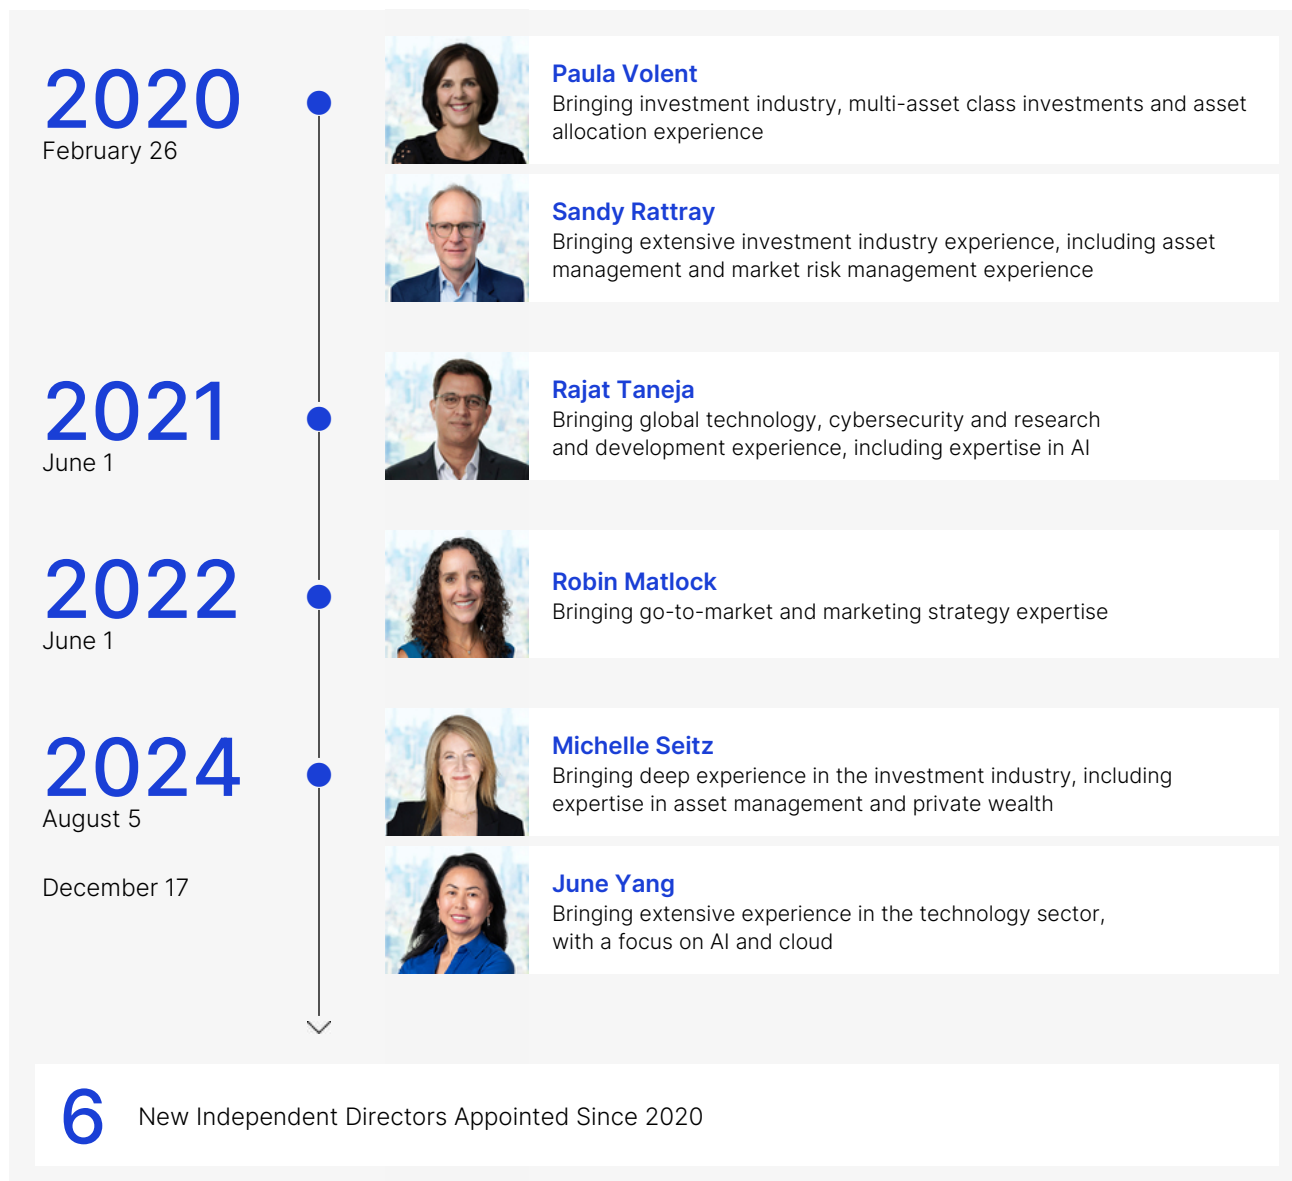 2020
February 26
Paula Volent
Bringing investment industry, multi-asset class investments and asset
allocation experience
Sandy Rattray
Bringing extensive investment industry experience, including asset
management and market risk management experience
2021
June 1
Rajat Taneja
Bringing global technology, cybersecurity and research
and development experience, including expertise in AI
2022
June 1
Robin Matlock
Bringing go-to-market and marketing strategy expertise
2024
August 5
Michelle Seitz
Bringing deep experience in the investment industry, including
expertise in asset management and private wealth
December 17
June Yang
Bringing extensive experience in the technology sector,
with a focus on AI and cloud
6
New Independent Directors Appointed Since 2020